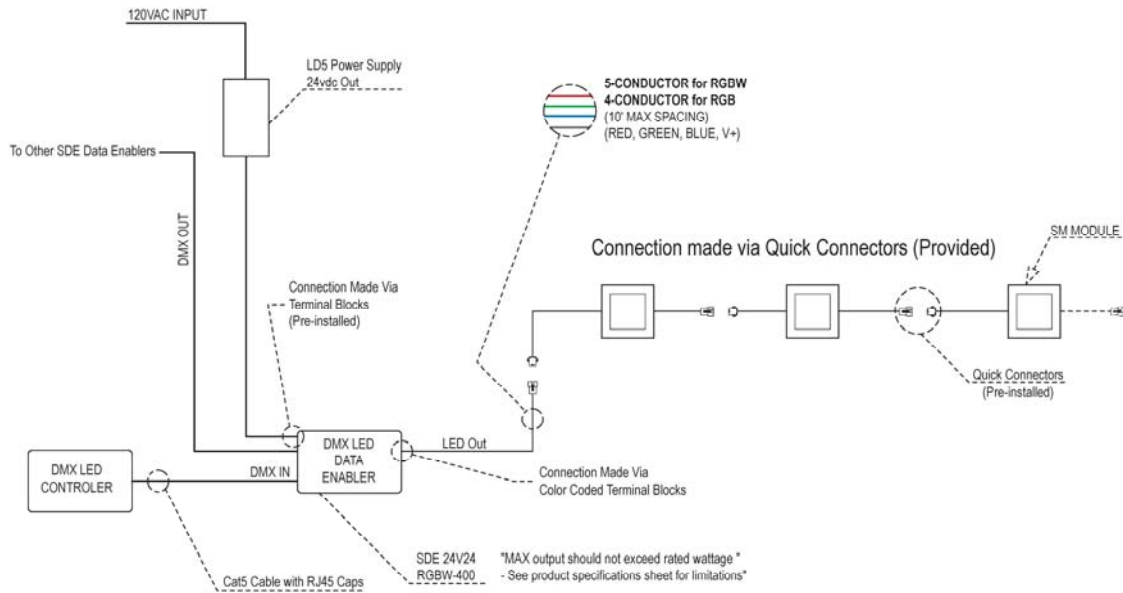 120VAC INPUT
LD5 Power Supply
24vdc Out
5-CONDUCTOR for RGBW
4-CONDUCTOR for RGB
(10' MAX SPACING)
(RED, GREEN, BLUE, V+)
To Other SDE Data Enablers
DMX OUT
Connection made via Quick Connectors (Provided)
SM MODULE
Connection Made Via
Terminal Blocks
(Pre-installed)
Quick Connectors
(Pre-installed)
DMX LED
DATA
ENABLER
LED Out
DMX LED
CONTROLER
DMX IN
Connection Made Via
Color Coded Terminal Blocks
SDE 24V24
RGBW-400
"MAX output should not exceed rated wattage "
- See product specifications sheet for limitations"
Cat5 Cable with RJ45 Caps